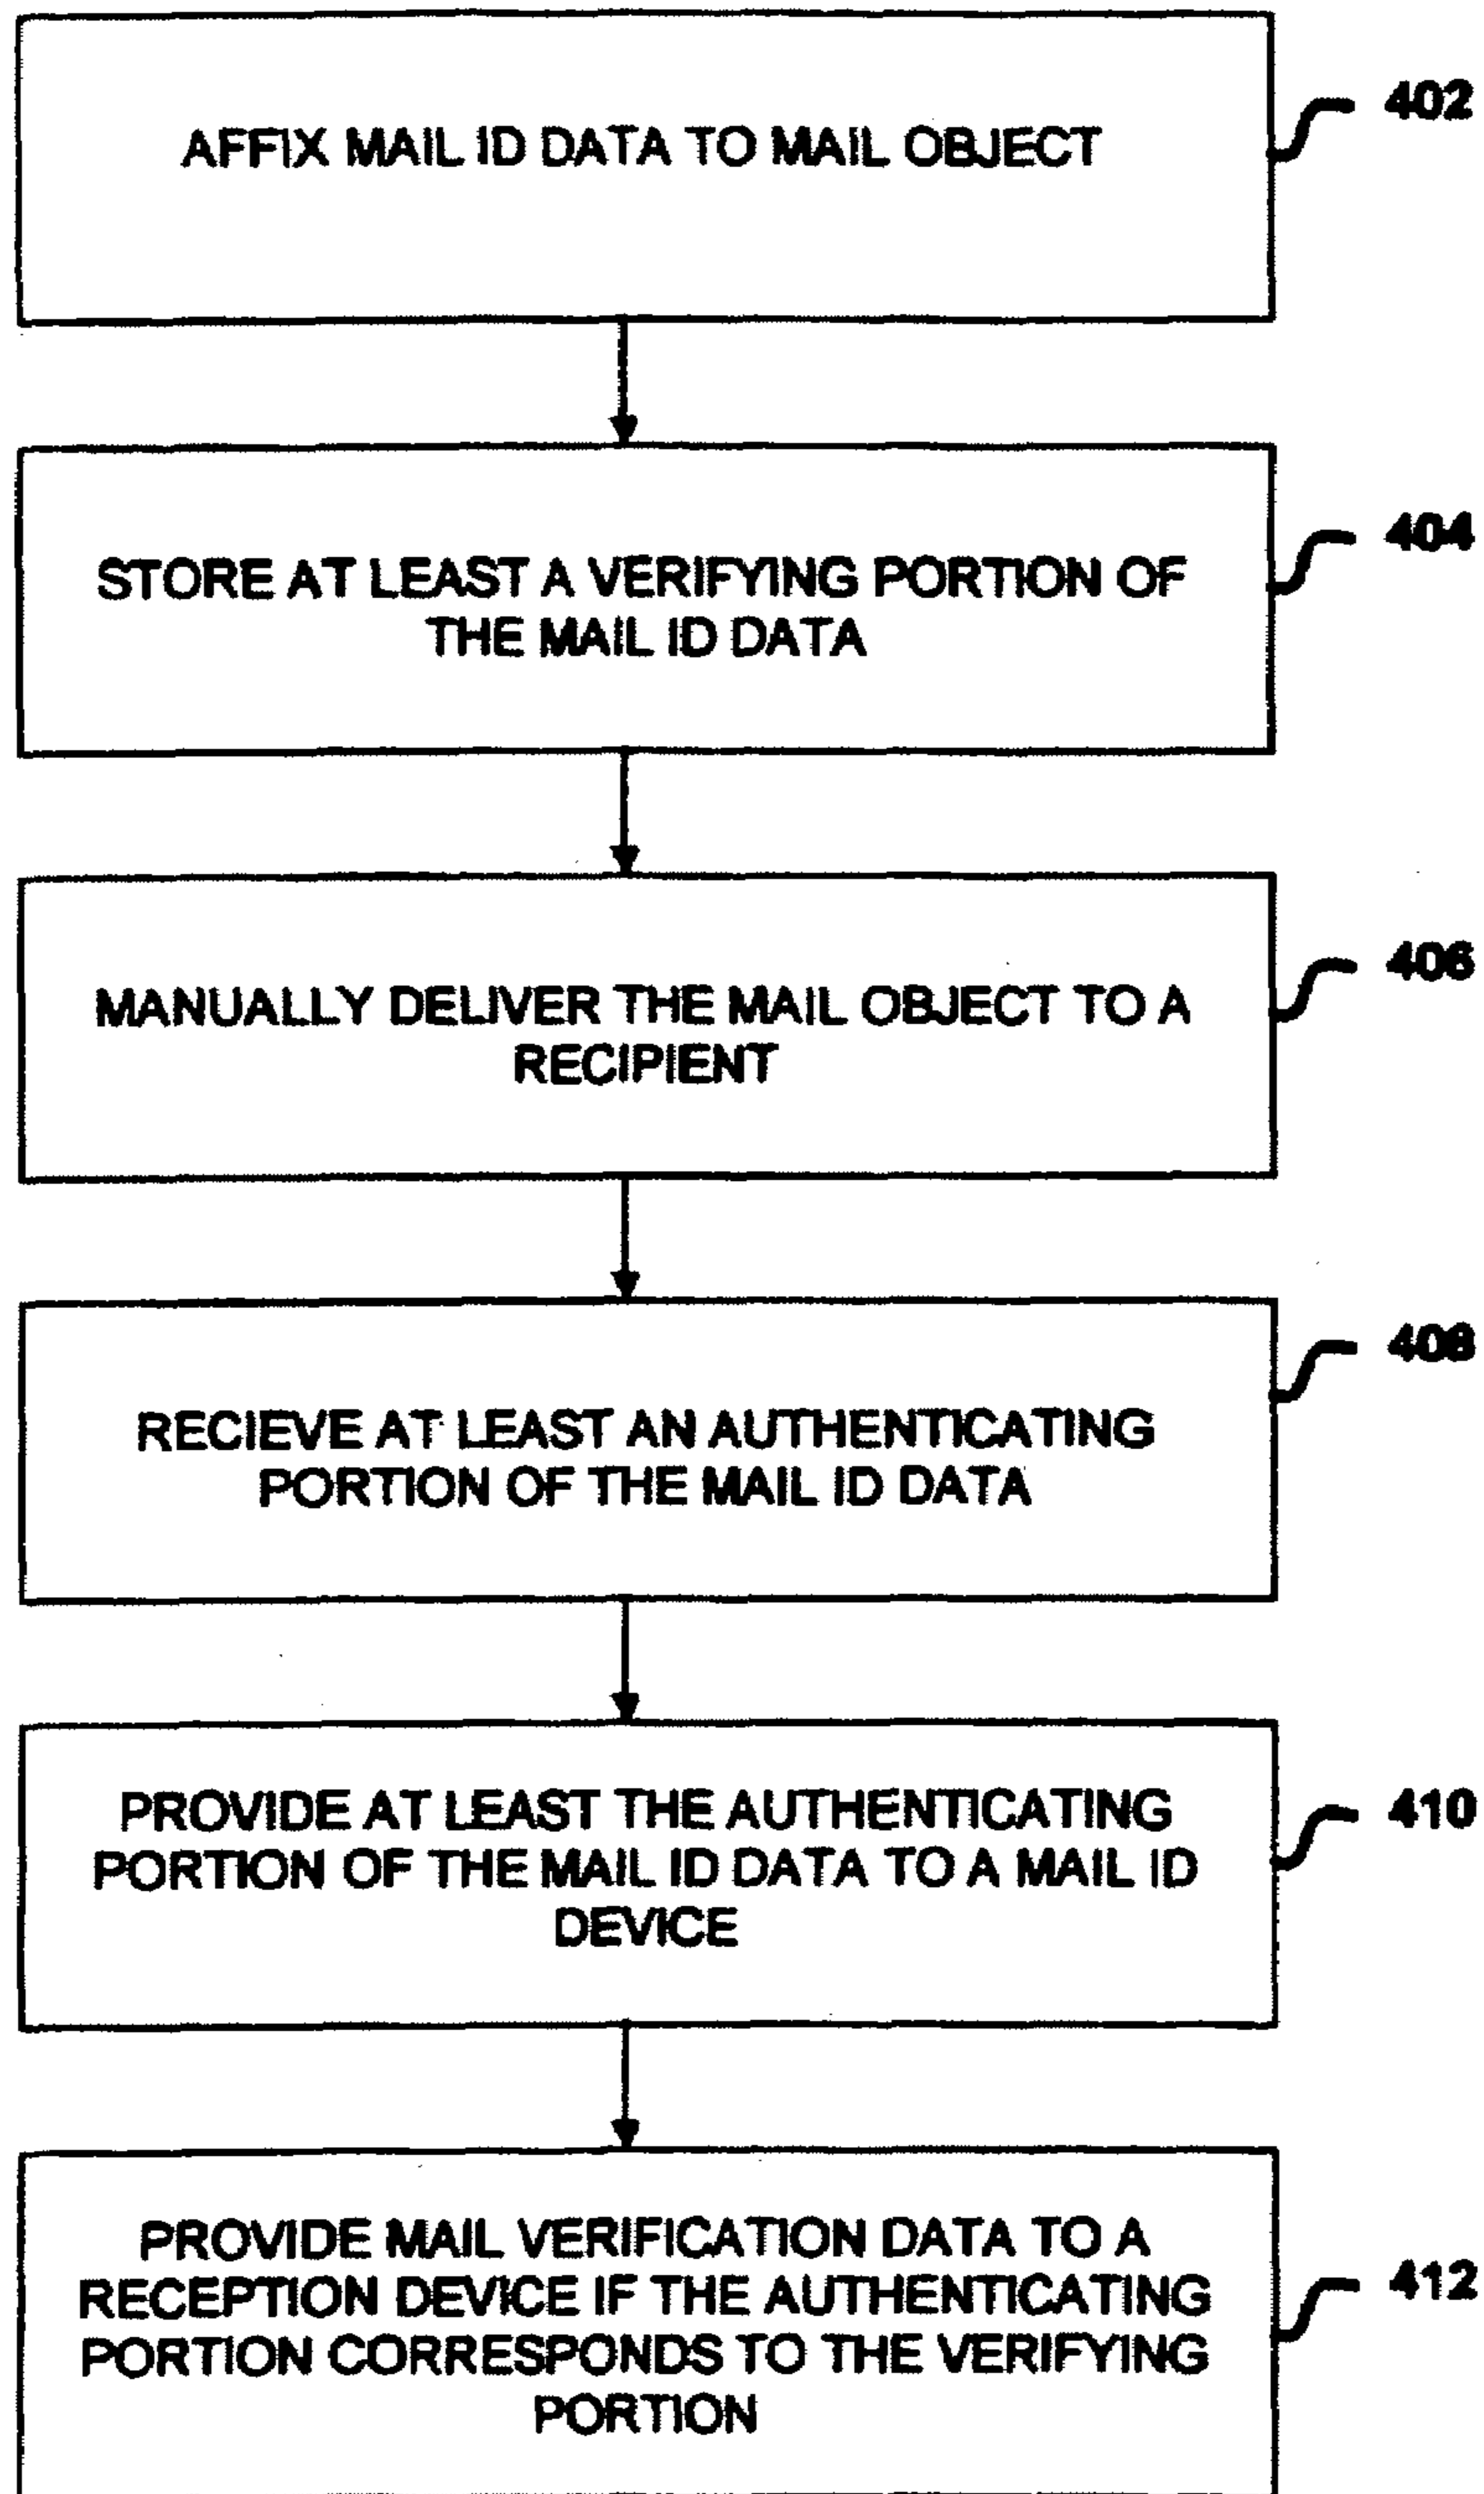 402
AFFIX MAIL ID DATA TO MAIL OBJECT
404
STORE AT LEAST A VERIFYING PORTION OF
THE MAIL ID DATA
406
MANUALLY DELIVER THE MAIL OBJECT TO A
RECIPIENT
408
RECIEVE AT LEAST AN AUTHENTICATING
PORTION OF THE MAIL ID DATA
410
PROVIDE AT LEAST THE AUTHENTICATING
PORTION OF THE MAIL ID DATA TO A MAIL ID
DEVICE
412
PROVIDE MAIL VERIFICATION DATA TO A
RECEPTION DEVICE IF THE AUTHENTICATING
PORTION CORRESPONDS TO THE VERIFYING
PORTION